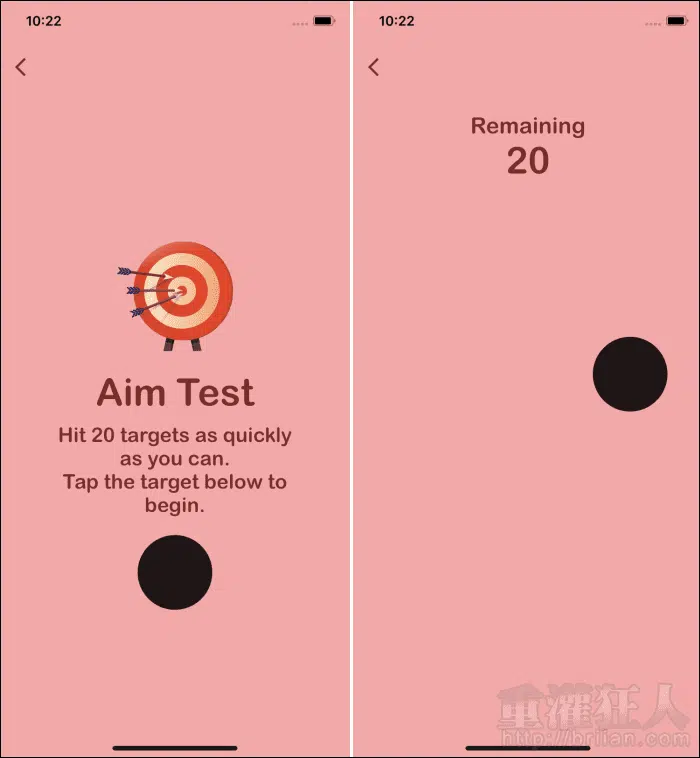 10:22
Aim Test
Hit 20 targets as quickly
as you can.
Tap the target below to
begin.
10:22
Remaining
20
重灌狂人
http://briian.com